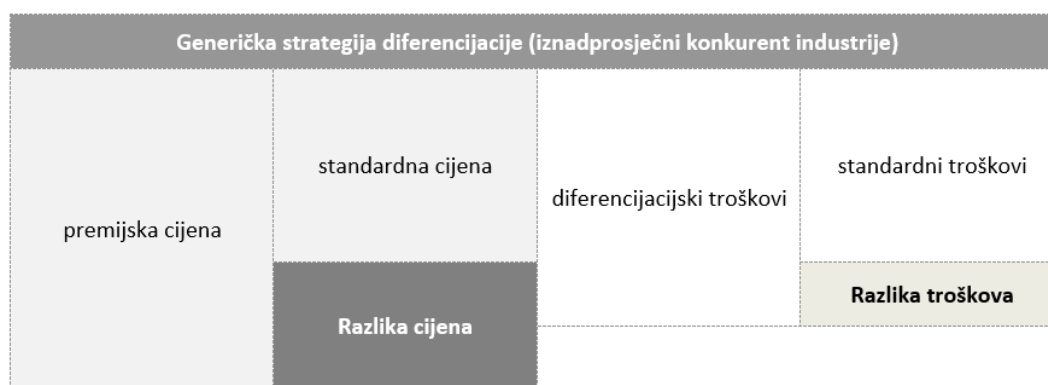 Generička strategija diferencijacije (iznadprosječni konkurent industrije)
premijska cijena
standardna cijena
Razlika cijena
diferencijacijski troškovi
standardni troškovi
Razlika troškova